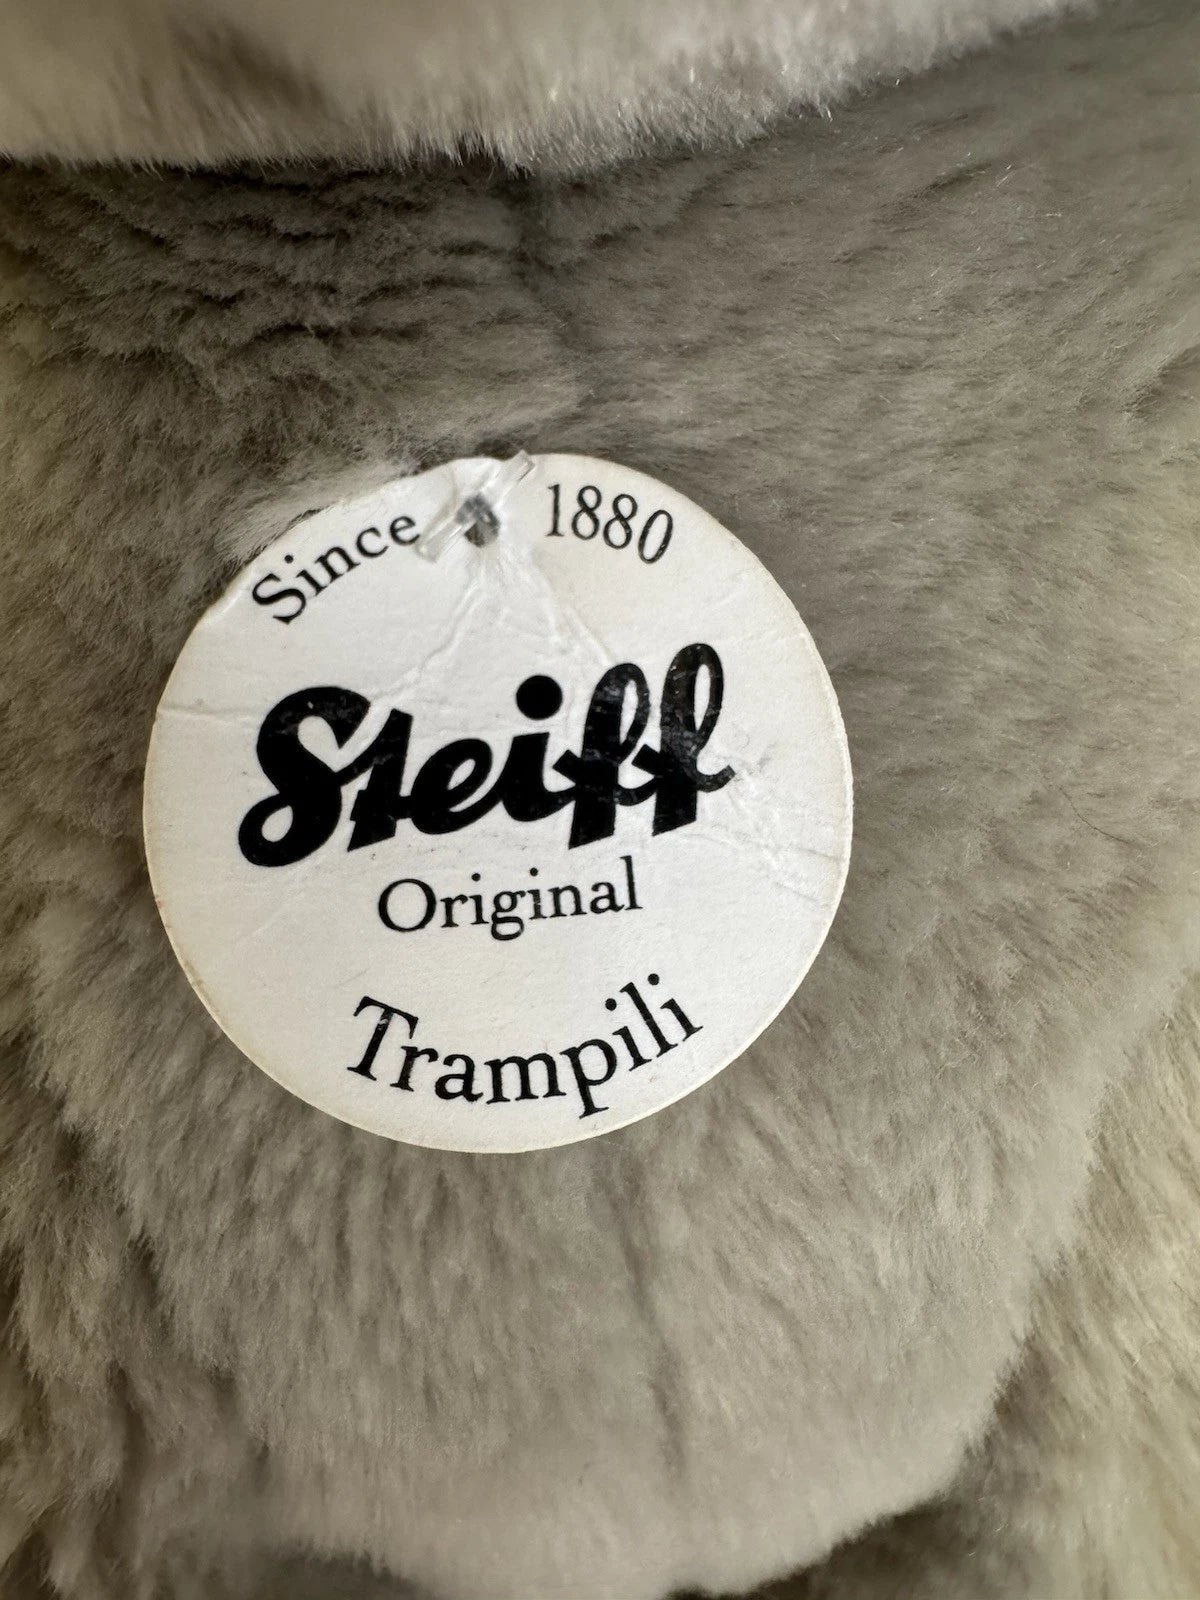 Since 1880
Steiff
Original
Trampili